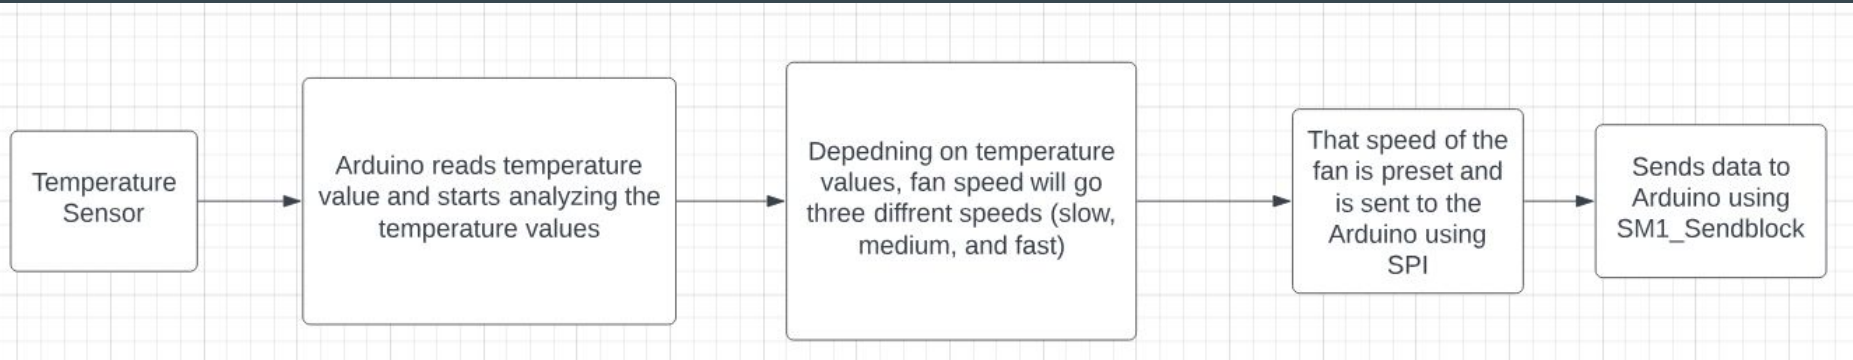 Temperature
Sensor
Arduino reads temperature
value and starts analyzing the
temperature values
Depedning on temperature
values, fan speed will go
three diffrent speeds (slow,
medium, and fast)
That speed of the
fan is preset and
is sent to the
Arduino using
SPI
Sends data to
Arduino using
SM1_Sendblock